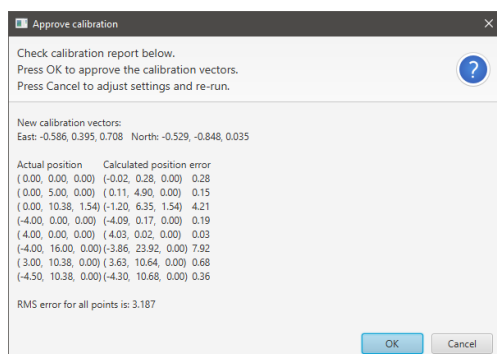 Approve calibration
Check calibration report below.
Press OK to approve the calibration vectors.
Press Cancel to adjust settings and re-run.
New calibration vectors:
East: -0.586, 0.395, 0.708 North: -0.529, -0.848, 0.035
Actual position Calculated position error
( 0.00, 0.00, 0.00) (-0.02, 0.28, 0.00) 0.28
( 0.00, 5.00, 0.00) ( 0.11, 4.90, 0.00) 0.15
( 0.00, 10.38, 1.54) (-1.20, 6.35, 1.54) 4.21
(-4.00, 0.00, 0.00) (-4.09, 0.17, 0.00) 0.19
( 4.00, 0.00, 0.00) ( 4.03, 0.02, 0.00) 0.03
(-4.00, 16.00, 0.00) (-3.86, 23.92, 0.00) 7.92
( 3.00, 10.38, 0.00) ( 3.63, 10.64, 0.00) 0.68
(-4.50, 10.38, 0.00) (-4.30, 10.68, 0.00) 0.36
RMS error for all points is: 3.187
OK Cancel